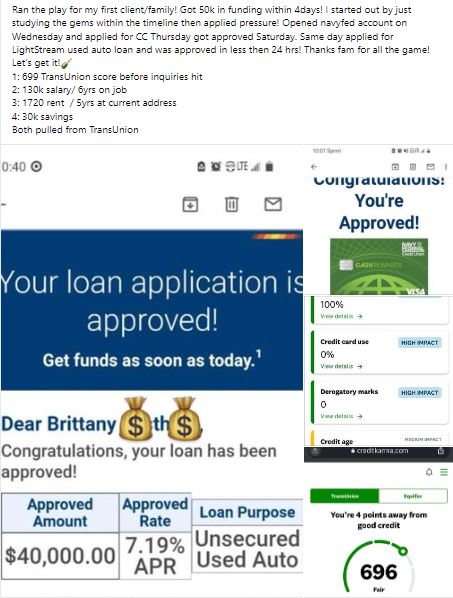 Ran the play for my first client/family! Got 50k in funding within 4days! I started out by just
studying the gems within the timeline then applied pressure! Opened navyfed account on
Wednesday and applied for CC Thursday got approved Saturday. Same day applied for
LightStream used auto loan and was approved in less then 24 hrs! Thanks fam for all the game!
Let's get it!
1: 699 TransUnion score before inquiries hit
2: 130k salary/ 6yrs on job
3: 1720 rent / 5yrs at current address
4: 30k savings
Both pulled from TransUnion
0:40
LTE
Your loan application is
approved!
Get funds as soon as today.1
Dear Brittany $th$,
Congratulations, your loan has been
approved!
Approved Amount
Approved Rate
Loan Purpose
$40,000.00
7.19% APR
Unsecured Used Auto
10:07 Sprint
Congratulations!
You're
Approved!
NAVY
FEDERAL
Credit Union
CASHREWARDS
VISA
100%
View details →
Credit card use
HIGH IMPACT
0%
View details →
Derogatory marks
HIGH IMPACT
0
View details →
Credit age
MEDIUM IMPACT
creditkarma.com
TransUnion
Equifax
You're 4 points away from
good credit
696
Fair